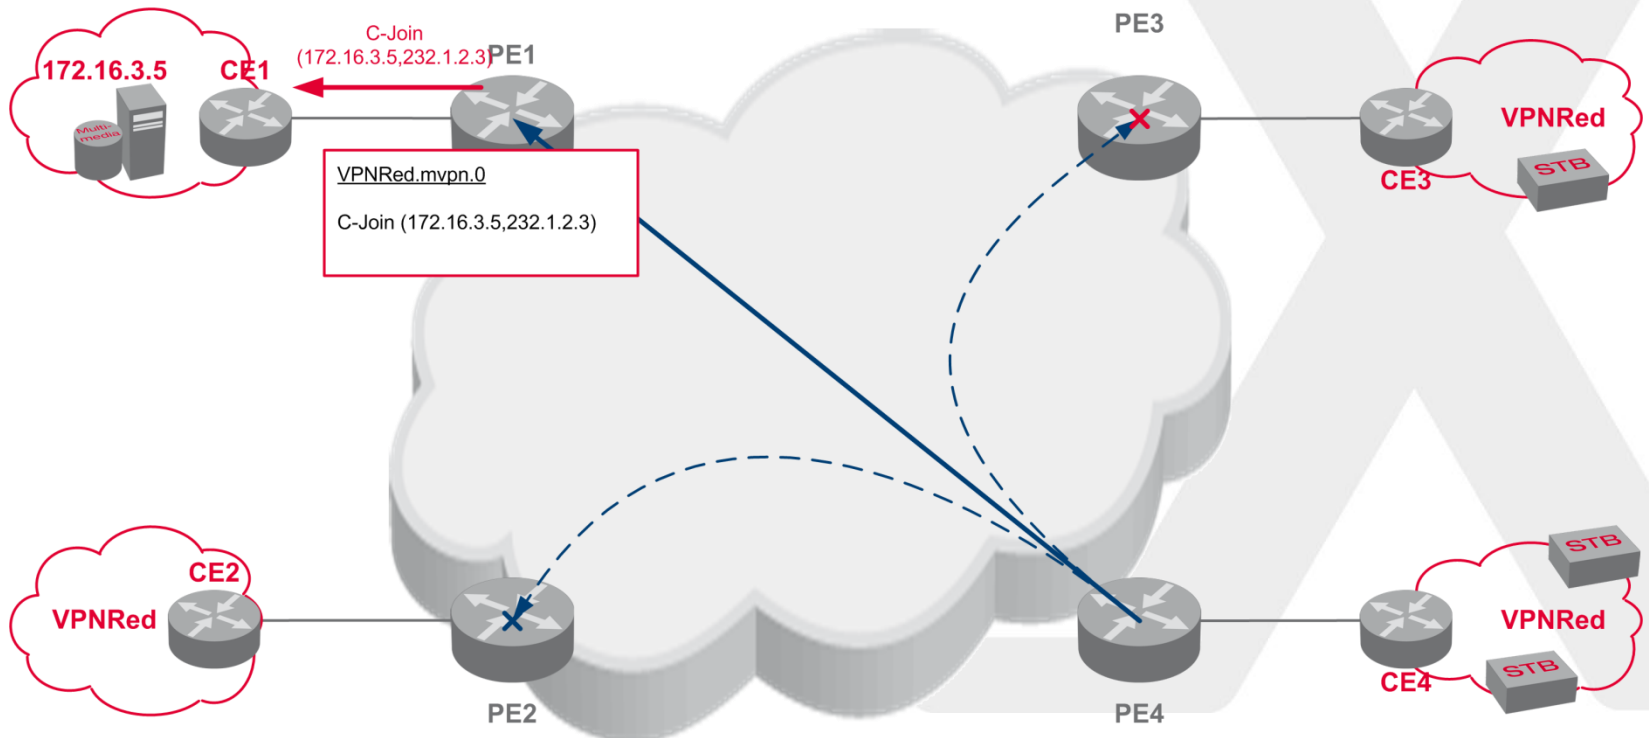 C-Join
(172.16.3.5,232.1.2.3)
PE1
PE3
172.16.3.5
CE1
Multi-
media
VPNRed
STB
CE3
VPNRed.mvpn.0
C-Join (172.16.3.5,232.1.2.3)
CE2
VPNRed
PE2
PE4
STB
VPNRed
STB
CE4